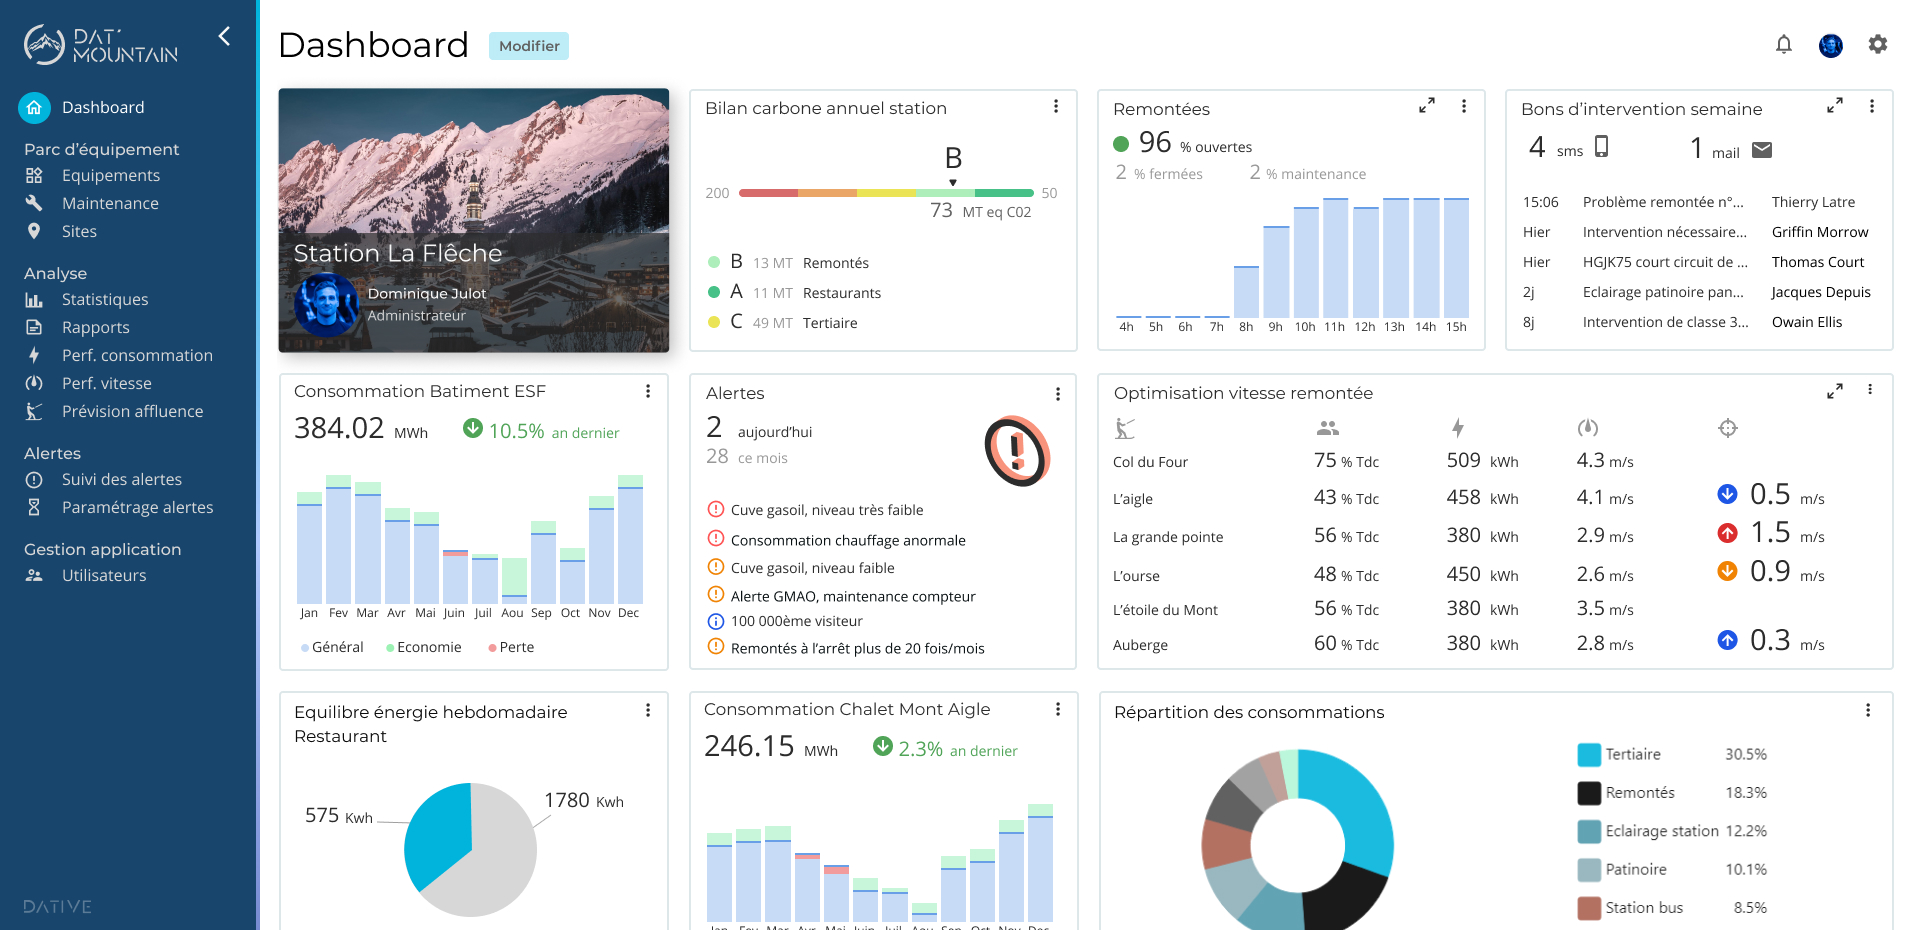 DAT'
MOUNTAIN
Dashboard
Parc d'équipement
Equipements
Maintenance
Sites
Analyse
Statistiques
Rapports
Perf. consommation
Perf. vitesse
Prévision affluence
Alertes
Suivi des alertes
Paramétrage alertes
Gestion application
Utilisateurs
DATIVE
Dashboard Modifier
Station La Flêche
Dominique Julot
Administrateur
Bilan carbone annuel station
B
200 50
73 MT eq C02
B 13 MT Remontés
A 11 MT Restaurants
C 49 MT Tertiaire
Remontées
96 % ouvertes
2 % fermées 2 % maintenance
4h 5h 6h 7h 8h 9h 10h 11h 12h 13h 14h 15h
Bons d'intervention semaine
4 sms 1 mail
15:06 Problème remontée n°... Thierry Latre
Hier Intervention nécessaire... Griffin Morrow
Hier HGJK75 court circuit de ... Thomas Court
2j Eclairage patinoire pan... Jacques Depuis
8j Intervention de classe 3... Owain Ellis
Consommation Batiment ESF
384.02 MWh 10.5% an dernier
Jan Fev Mar Avr Mai Juin Juil Aou Sep Oct Nov Dec
Général Economie Perte
Alertes
2 aujourd'hui
28 ce mois
Cuve gasoil, niveau très faible
Consommation chauffage anormale
Cuve gasoil, niveau faible
Alerte GMAO, maintenance compteur
100 000ème visiteur
Remontés à l'arrêt plus de 20 fois/mois
Optimisation vitesse remontée
Col du Four 75 % Tdc 509 kWh 4.3 m/s
L'aigle 43 % Tdc 458 kWh 4.1 m/s 0.5 m/s
La grande pointe 56 % Tdc 380 kWh 2.9 m/s 1.5 m/s
L'ourse 48 % Tdc 450 kWh 2.6 m/s 0.9 m/s
L'étoile du Mont 56 % Tdc 380 kWh 3.5 m/s
Auberge 60 % Tdc 380 kWh 2.8 m/s 0.3 m/s
Equilibre énergie hebdomadaire
Restaurant
575 Kwh 1780 Kwh
Consommation Chalet Mont Aigle
246.15 MWh 2.3% an dernier
Jan Fev Mar Avr Mai Juin Juil Aou Sep Oct Nov Dec
Répartition des consommations
Tertiaire 30.5%
Remontés 18.3%
Eclairage station 12.2%
Patinoire 10.1%
Station bus 8.5%